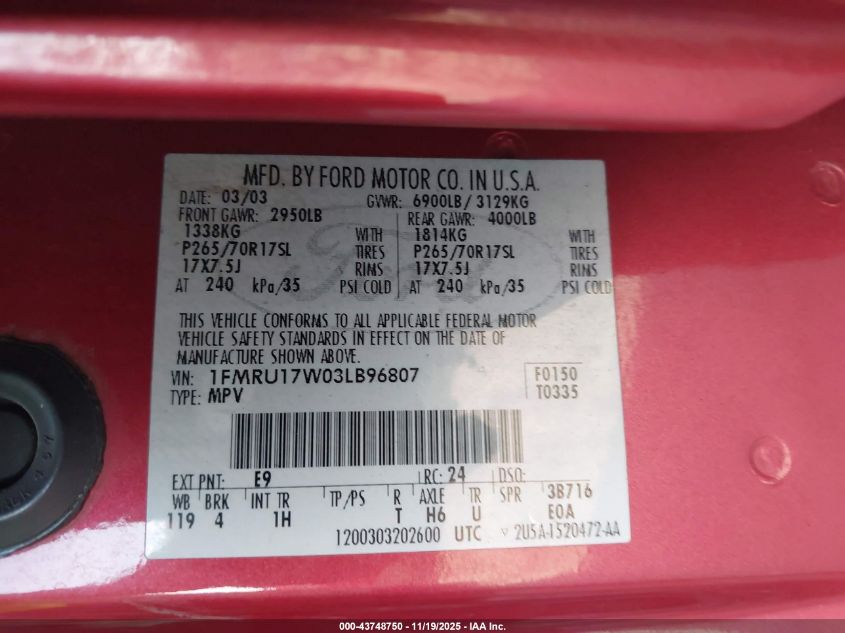 MFD. BY FORD MOTOR CO. IN U.S.A.
DATE: 03/03 GVWR: 6900LB/ 3129KG
FRONT GAWR: 2950LB REAR GAWR: 4000LB
1338KG WITH 1814KG WITH
P265/70R17SL TIRES P265/70R17SL TIRES
17X7.5J RIMS 17X7.5J RIMS
AT 240 kPa/35 PSI COLD AT 240 kPa/35 PSI COLD
THIS VEHICLE CONFORMS TO ALL APPLICABLE FEDERAL MOTOR
VEHICLE SAFETY STANDARDS IN EFFECT ON THE DATE OF
MANUFACTURE SHOWN ABOVE.
VIN: 1FMRU17W03LB96807 F0150
TYPE: MPV T0335
EXT PNT: E9 RC: 24 DSO:
WB BRK INT TR TP/PS R AXLE TR SPR 3B716
119 4 1H T H6 U E0A
1200303202600 UTC 2U5A-1520472-AA
000-43748750 - 11/19/2025 - IAA Inc.